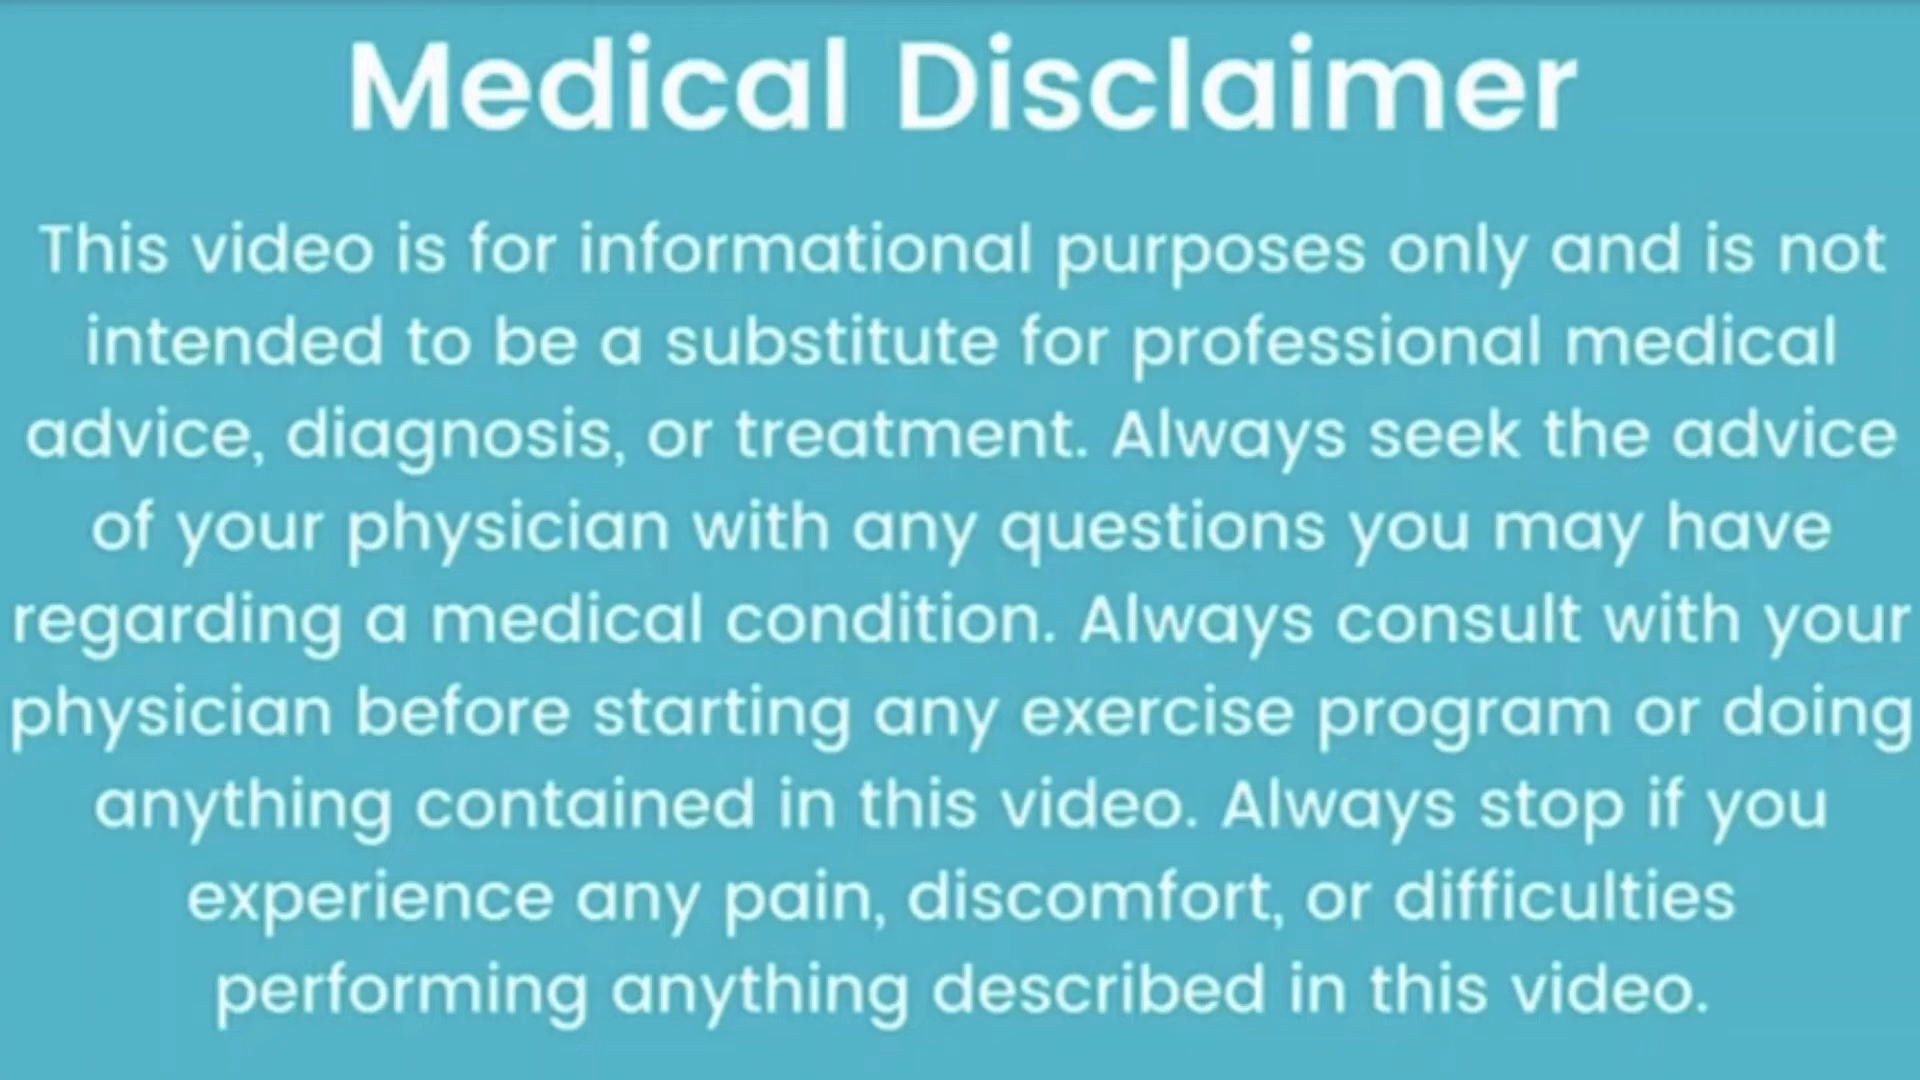 Medical Disclaimer
This video is for informational purposes only and is not
intended to be a substitute for professional medical
advice, diagnosis, or treatment. Always seek the advice
of your physician with any questions you may have
regarding a medical condition. Always consult with your
physician before starting any exercise program or doing
anything contained in this video. Always stop if you
experience any pain, discomfort, or difficulties
performing anything described in this video.